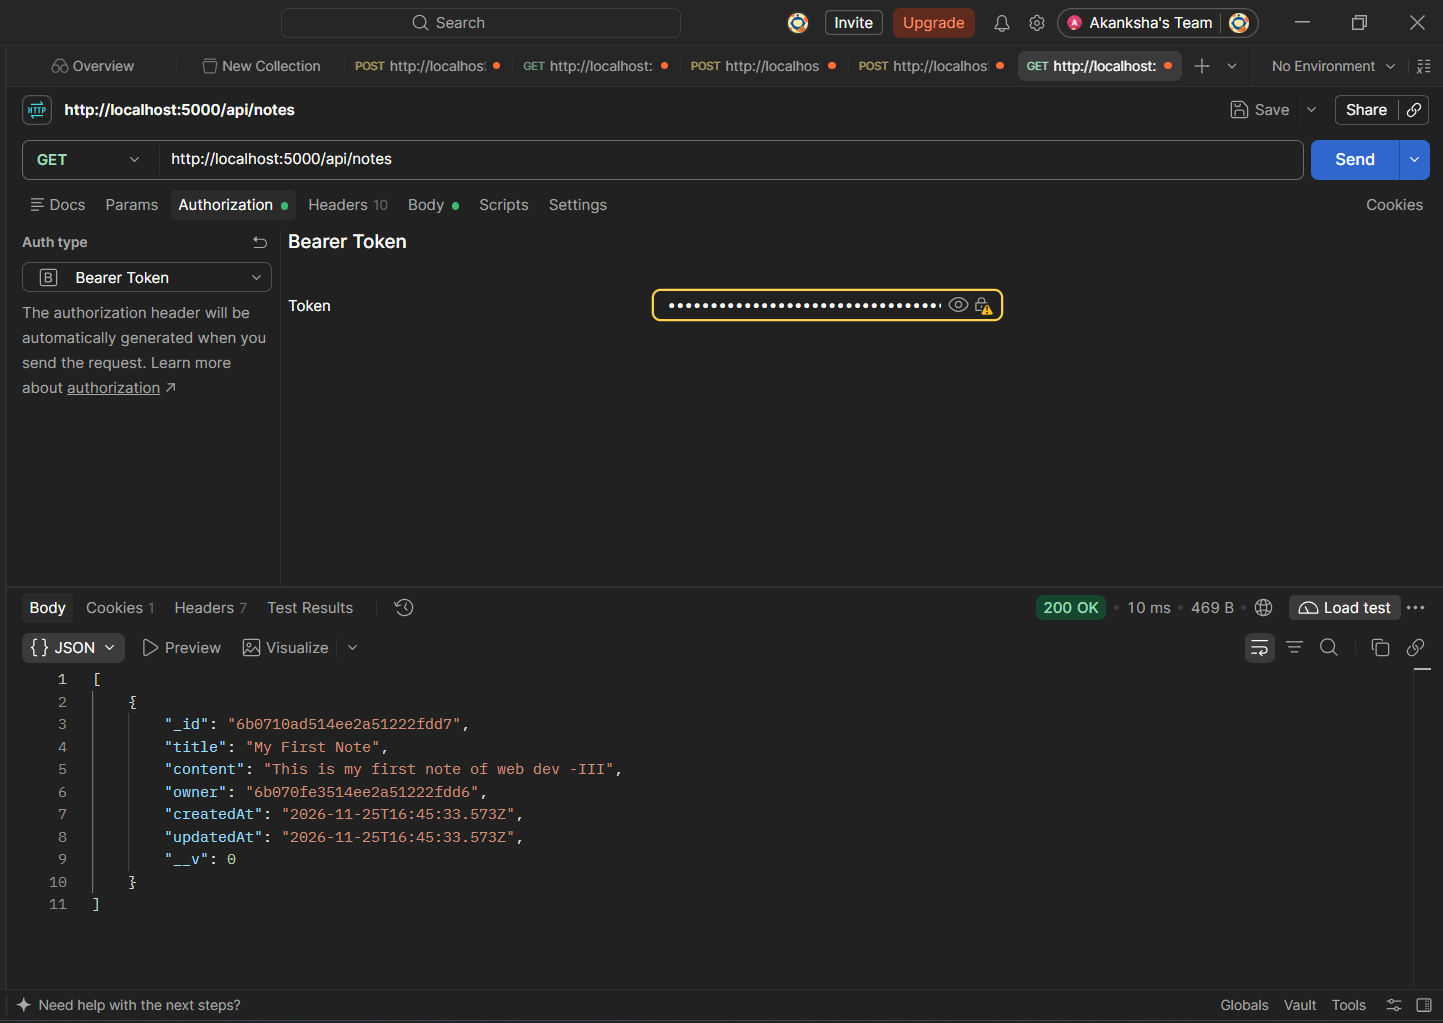 Search
Invite
Upgrade
A
Akanksha's Team
Overview
New Collection
POST http://localhos
GET http://localhost:
POST http://localhos
POST http://localhos
GET http://localhost:
No Environment
HTTP
http://localhost:5000/api/notes
Save
Share
GET
http://localhost:5000/api/notes
Send
Docs
Params
Authorization
Headers 10
Body
Scripts
Settings
Cookies
Auth type
B Bearer Token
The authorization header will be
automatically generated when you
send the request. Learn more
about authorization
Bearer Token
Token
Body
Cookies 1
Headers 7
Test Results
200 OK
10 ms
469 B
Load test
{} JSON
Preview
Visualize
1 [
2 {
3 "_id": "6b0710ad514ee2a51222fdd7",
4 "title": "My First Note",
5 "content": "This is my first note of web dev -III",
6 "owner": "6b070fe3514ee2a51222fdd6",
7 "createdAt": "2026-11-25T16:45:33.573Z",
8 "updatedAt": "2026-11-25T16:45:33.573Z",
9 "__v": 0
10 }
11 ]
Need help with the next steps?
Globals
Vault
Tools